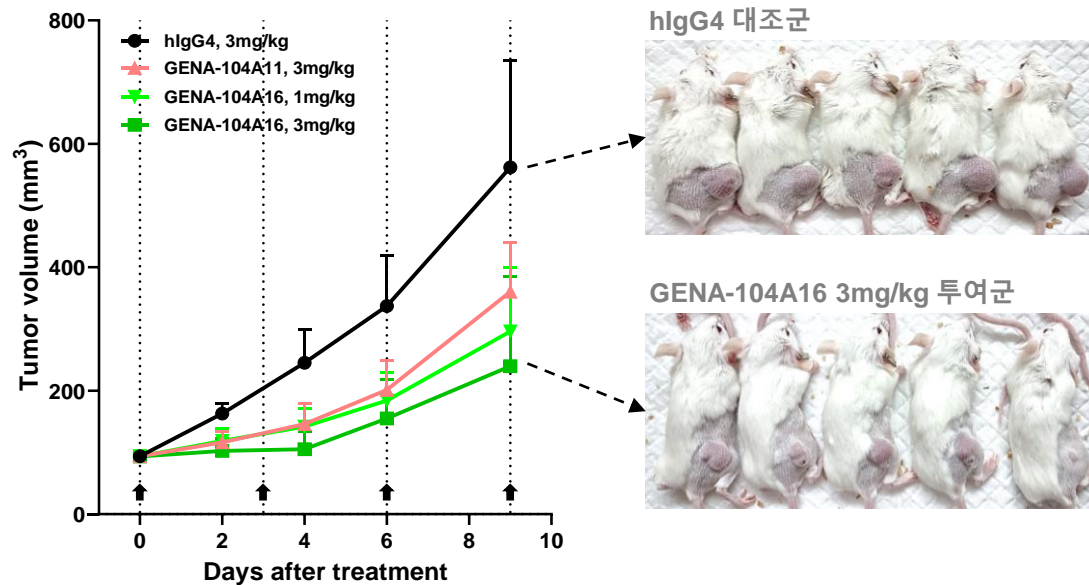 800
600
400
200
0
Tumor volume (mm³)
hIgG4, 3mg/kg
GENA-104A11, 3mg/kg
GENA-104A16, 1mg/kg
GENA-104A16, 3mg/kg
0 2 4 6 8 10
Days after treatment
hIgG4 대조군
GENA-104A16 3mg/kg 투여군